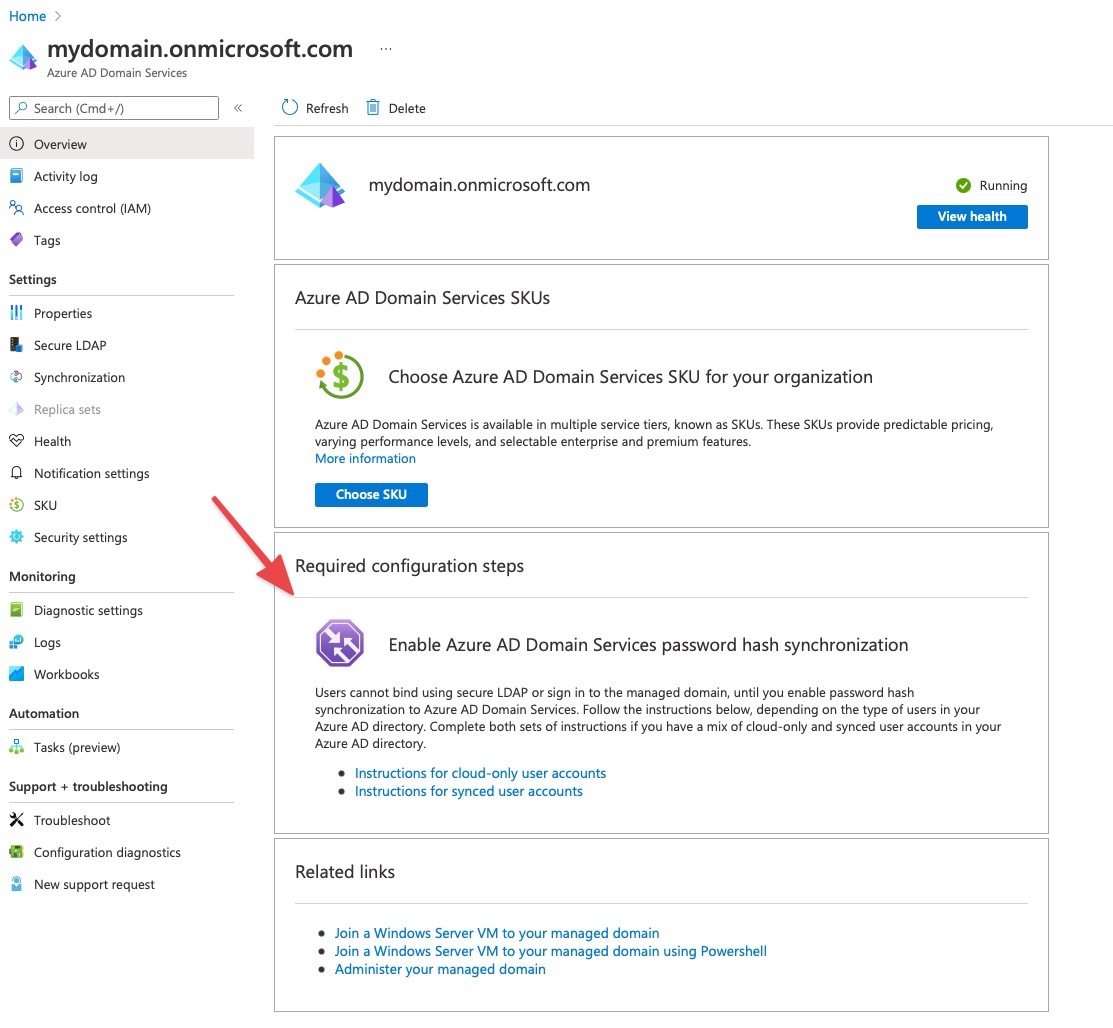 Home
mydomain.onmicrosoft.com ...
Azure AD Domain Services
Search (Cmd+/)
«
Refresh
Delete
Overview
Activity log
Access control (IAM)
Tags
Settings
Properties
Secure LDAP
Synchronization
Replica sets
Health
Notification settings
SKU
Security settings
Monitoring
Diagnostic settings
Logs
Workbooks
Automation
Tasks (preview)
Support + troubleshooting
Troubleshoot
Configuration diagnostics
New support request
mydomain.onmicrosoft.com
Running
View health
Azure AD Domain Services SKUs
Choose Azure AD Domain Services SKU for your organization
Azure AD Domain Services is available in multiple service tiers, known as SKUs. These SKUs provide predictable pricing,
varying performance levels, and selectable enterprise and premium features.
More information
Choose SKU
Required configuration steps
Enable Azure AD Domain Services password hash synchronization
Users cannot bind using secure LDAP or sign in to the managed domain, until you enable password hash
synchronization to Azure AD Domain Services. Follow the instructions below, depending on the type of users in your
Azure AD directory. Complete both sets of instructions if you have a mix of cloud-only and synced user accounts in your
Azure AD directory.
Instructions for cloud-only user accounts
Instructions for synced user accounts
Related links
Join a Windows Server VM to your managed domain
Join a Windows Server VM to your managed domain using Powershell
Administer your managed domain